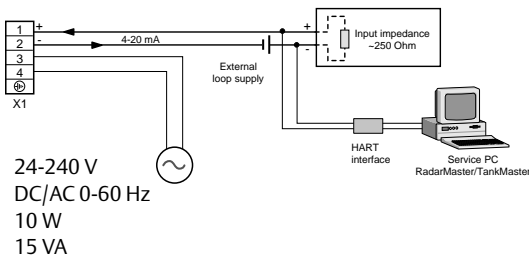 1
2
3
4
X1
+
-
4-20 mA
External
loop supply
+
-
Input impedance
~250 Ohm
HART
interface
Service PC
RadarMaster/TankMaster
24-240 V
DC/AC 0-60 Hz
10 W
15 VA